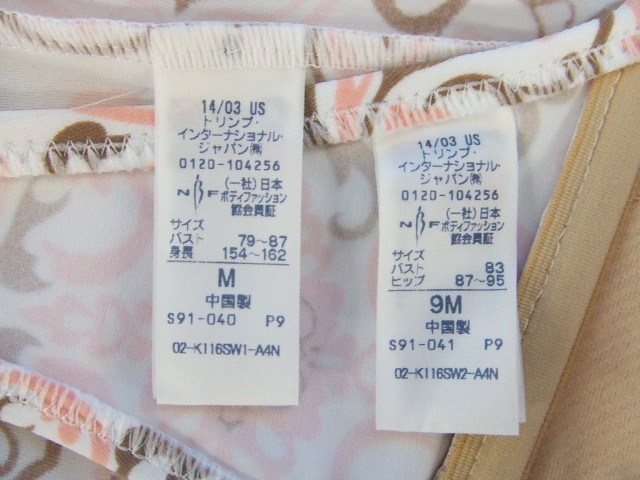 14/03 US
トリンプ・
インターナショナル・
ジャパン㈱
0120-104256
NBF
(一社)日本
ボディファッション
協会員証
サイズ
バスト 79~87
身長 154~162
M
中国製
S91-040 P9
02-K116SW1-A4N
14/03 US
トリンプ・
インターナショナル・
ジャパン㈱
0120-104256
NBF
(一社)日本
ボディファッション
協会員証
サイズ
バスト 83
ヒップ 87~95
9M
中国製
S91-041 P9
02-K116SW2-A4N